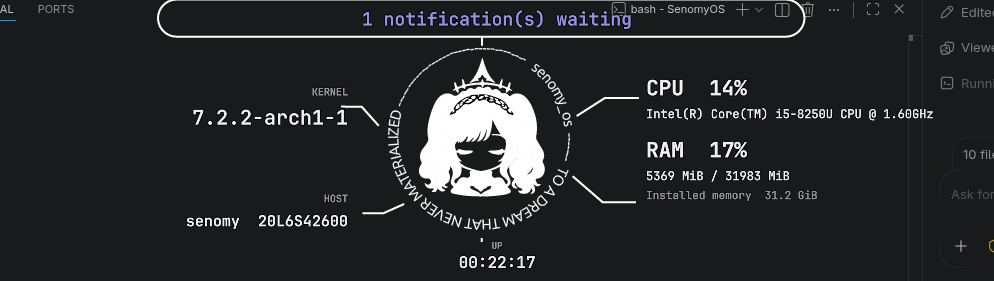 AL PORTS
1 notification(s) waiting
bash - SenomyOS
Edited
Viewe
Runni
KERNEL
7.2.2-arch1-1
senomy_os
TO A DREAM THAT NEVER MATERIALIZED
CPU 14%
Intel(R) Core(TM) i5-8250U CPU @ 1.60GHz
RAM 17%
5369 MiB / 31983 MiB
Installed memory 31.2 GiB
HOST
senomy 20L6S42600
UP
00:22:17
10 file
Ask for